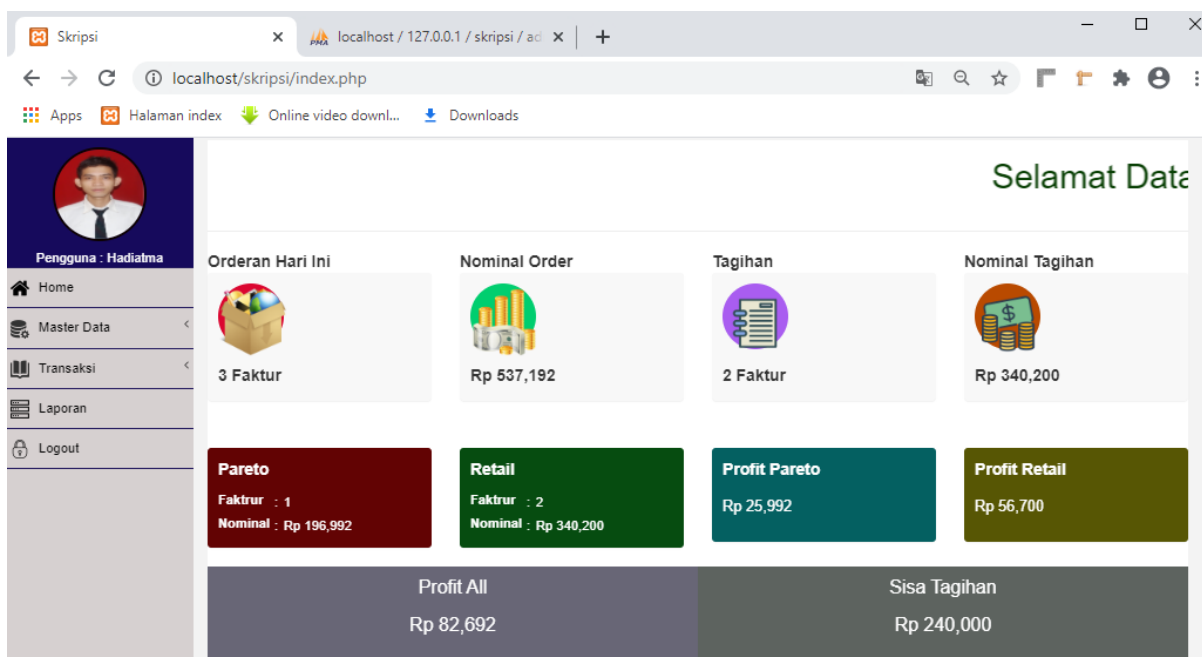 Skripsi
localhost / 127.0.0.1 / skripsi / ad
localhost/skripsi/index.php
Apps Halaman index Online video downl... Downloads
Selamat Data
Pengguna : Hadiatma
Home
Master Data
Transaksi
Laporan
Logout
Orderan Hari Ini Nominal Order Tagihan Nominal Tagihan
3 Faktur Rp 537,192 2 Faktur Rp 340,200
Pareto Retail Profit Pareto Profit Retail
Faktrur : 1 Faktrur : 2 Rp 25,992 Rp 56,700
Nominal : Rp 196,992 Nominal : Rp 340,200
Profit All Sisa Tagihan
Rp 82,692 Rp 240,000